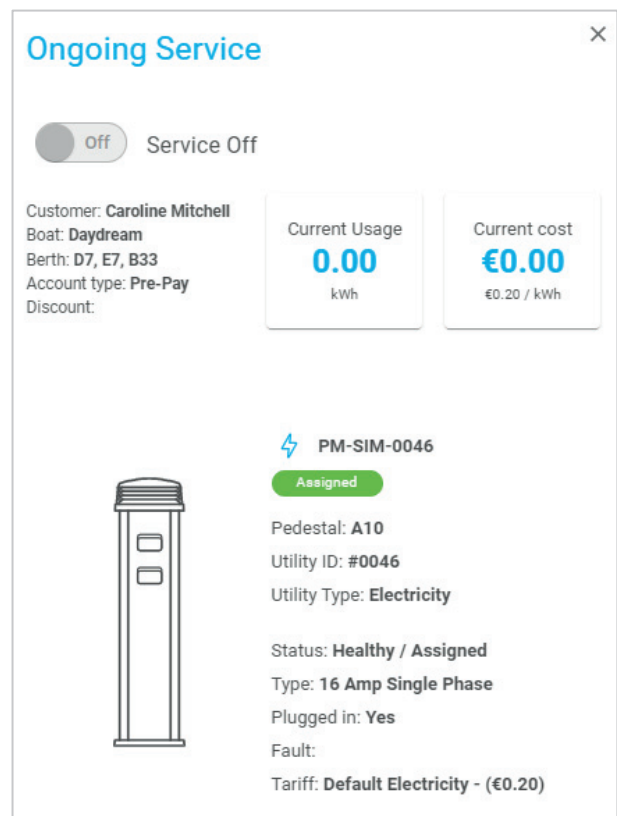 Ongoing Service
×
Off Service Off
Customer: Caroline Mitchell
Boat: Daydream
Berth: D7, E7, B33
Account type: Pre-Pay
Discount:
Current Usage
0.00
kWh
Current cost
€0.00
€0.20 / kWh
PM-SIM-0046
Assigned
Pedestal: A10
Utility ID: #0046
Utility Type: Electricity
Status: Healthy / Assigned
Type: 16 Amp Single Phase
Plugged in: Yes
Fault:
Tariff: Default Electricity - (€0.20)